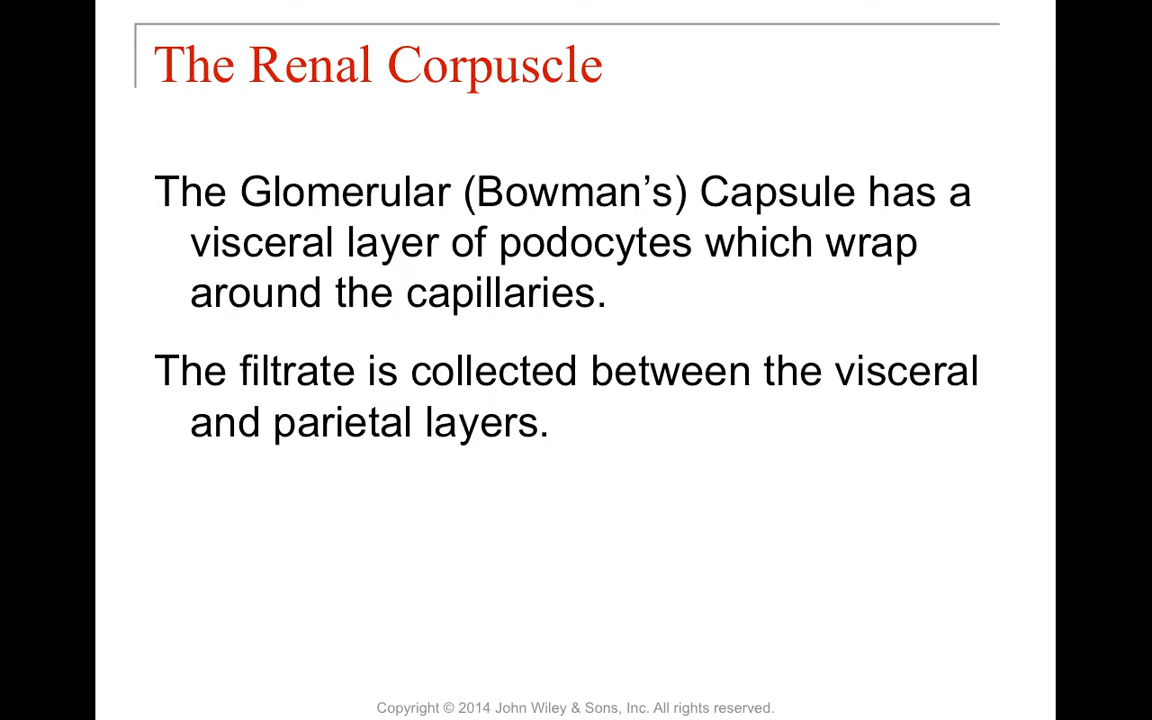 The Renal Corpuscle
The Glomerular (Bowman’s) Capsule has a
visceral layer of podocytes which wrap
around the capillaries.
The filtrate is collected between the visceral
and parietal layers.
Copyright © 2014 John Wiley & Sons, Inc. All rights reserved.